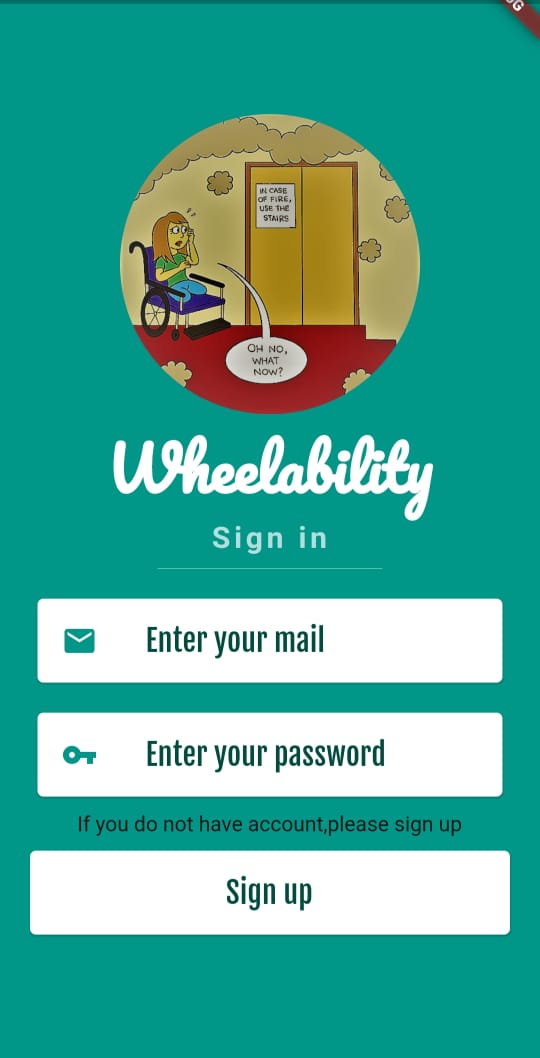 IN CASE
OF FIRE,
USE THE
STAIRS
OH NO,
WHAT
NOW?
Wheelability
Sign in
Enter your mail
Enter your password
If you do not have account,please sign up
Sign up